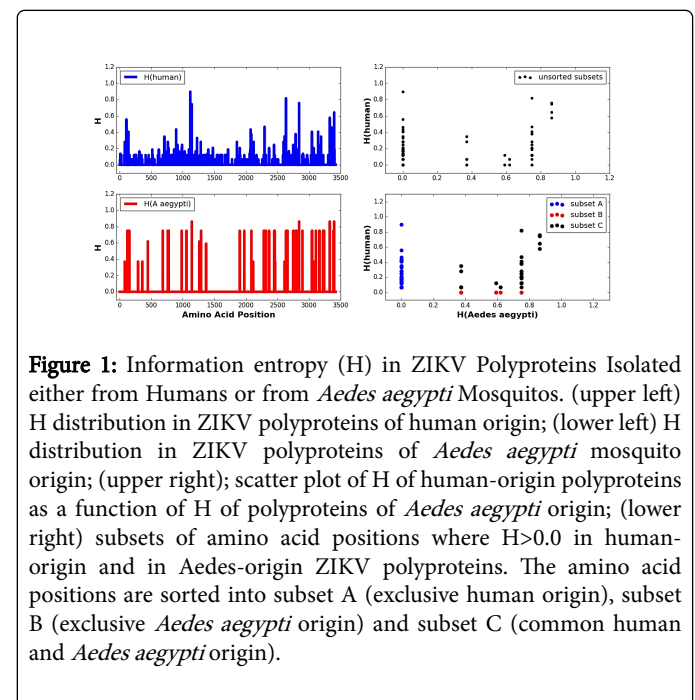 1.2
1.0
0.8
0.6
0.4
0.2
0.0
H
H(human)
0 500 1000 1500 2000 2500 3000 3500
1.2
1.0
0.8
0.6
0.4
0.2
0.0
H(human)
unsorted subsets
0.0 0.2 0.4 0.6 0.8 1.0 1.2
1.2
1.0
0.8
0.6
0.4
0.2
0.0
H
H(A aegypti)
0 500 1000 1500 2000 2500 3000 3500
Amino Acid Position
1.2
1.0
0.8
0.6
0.4
0.2
0.0
H(human)
subset A
subset B
subset C
0.0 0.2 0.4 0.6 0.8 1.0 1.2
H(Aedes aegypti)
Figure 1: Information entropy (H) in ZIKV Polyproteins Isolated
either from Humans or from Aedes aegypti Mosquitos. (upper left)
H distribution in ZIKV polyproteins of human origin; (lower left) H
distribution in ZIKV polyproteins of Aedes aegypti mosquito
origin; (upper right); scatter plot of H of human-origin polyproteins
as a function of H of polyproteins of Aedes aegypti origin; (lower
right) subsets of amino acid positions where H>0.0 in human-
origin and in Aedes-origin ZIKV polyproteins. The amino acid
positions are sorted into subset A (exclusive human origin), subset
B (exclusive Aedes aegypti origin) and subset C (common human
and Aedes aegypti origin).